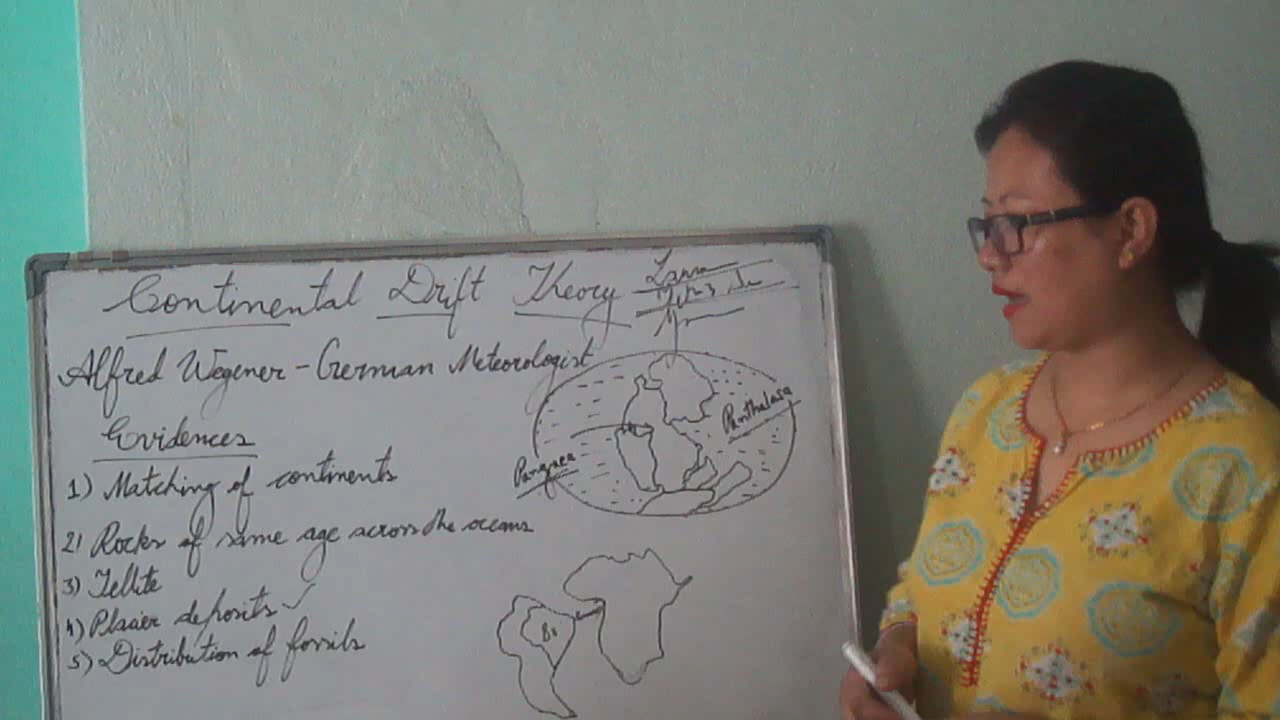 Continental Drift Theory
Alfred Wegener - German Meteorologist
Evidences
1) Matching of continents
2) Rocks of same age across the oceans
3) Tellite
4) Placier deposits ✓
5) Distribution of fossils
Pangaea
Panthalasa